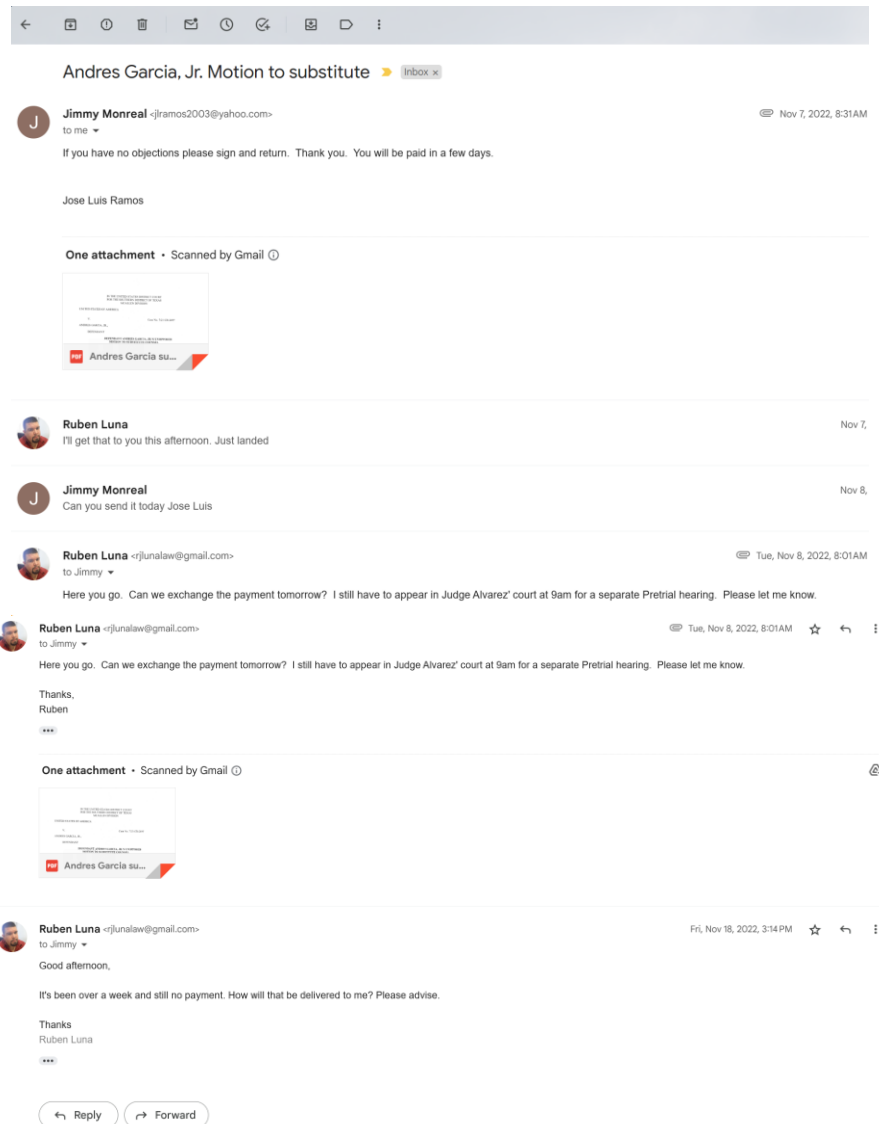 Andres Garcia, Jr. Motion to substitute Inbox ×
Jimmy Monreal <jlramos2003@yahoo.com> Nov 7, 2022, 8:31AM
to me
If you have no objections please sign and return. Thank you. You will be paid in a few days.
Jose Luis Ramos
One attachment • Scanned by Gmail
PDF Andres Garcia su...
Ruben Luna Nov 7,
I'll get that to you this afternoon. Just landed
J
Jimmy Monreal Nov 8,
Can you send it today Jose Luis
Ruben Luna <rjlunalaw@gmail.com> Tue, Nov 8, 2022, 8:01AM
to Jimmy
Here you go. Can we exchange the payment tomorrow? I still have to appear in Judge Alvarez' court at 9am for a separate Pretrial hearing. Please let me know.
Ruben Luna <rjlunalaw@gmail.com> Tue, Nov 8, 2022, 8:01AM
to Jimmy
Here you go. Can we exchange the payment tomorrow? I still have to appear in Judge Alvarez' court at 9am for a separate Pretrial hearing. Please let me know.
Thanks,
Ruben
One attachment • Scanned by Gmail
PDF Andres Garcia su...
Ruben Luna <rjlunalaw@gmail.com> Fri, Nov 18, 2022, 3:14PM
to Jimmy
Good afternoon,
It's been over a week and still no payment. How will that be delivered to me? Please advise.
Thanks
Ruben Luna
Reply Forward